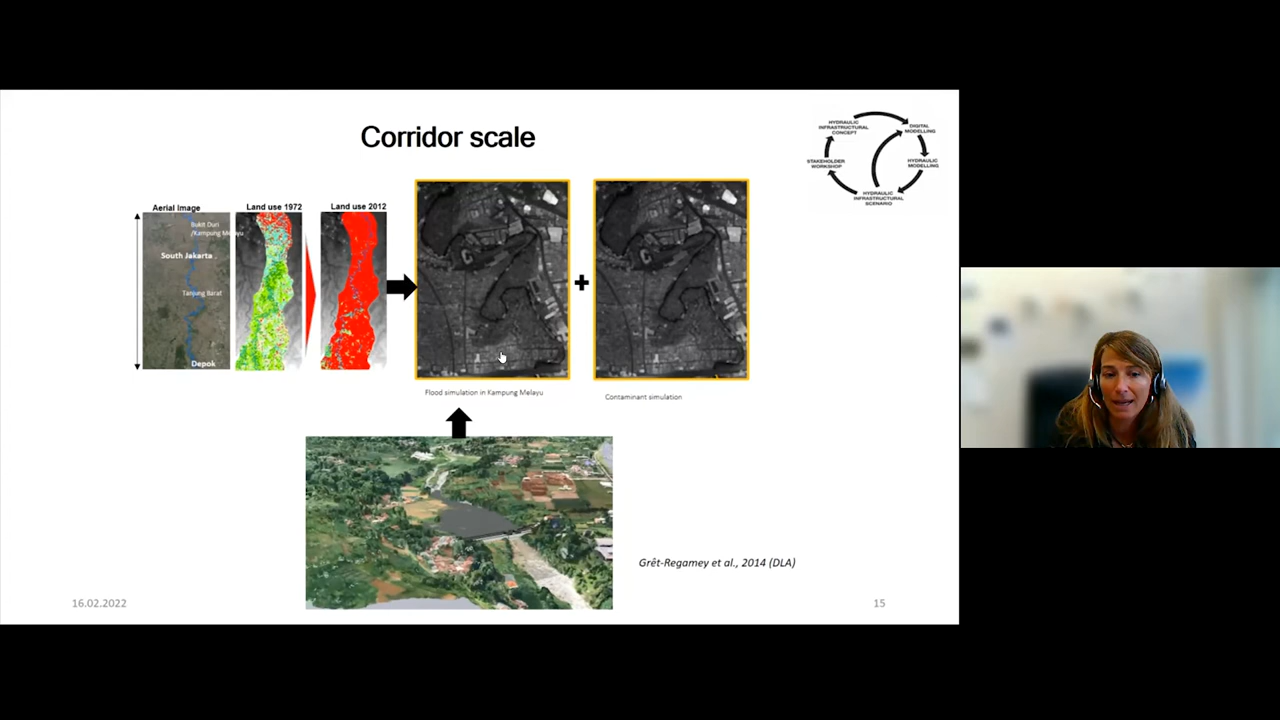 Corridor scale
HYDRAULIC
INFRASTRUCTURAL
CONCEPT
DIGITAL
MODELLING
STAKEHOLDER
WORKSHOP
HYDRAULIC
MODELLING
HYDRAULIC
INFRASTRUCTURAL
SCENARIO
Aerial Image
Land use 1972
Land use 2012
Bukit Duri
/Kampung Melayu
South Jakarta
Tanjung Barat
Depok
Flood simulation in Kampung Melayu
Contaminant simulation
Grêt-Regamey et al., 2014 (DLA)
16.02.2022
15